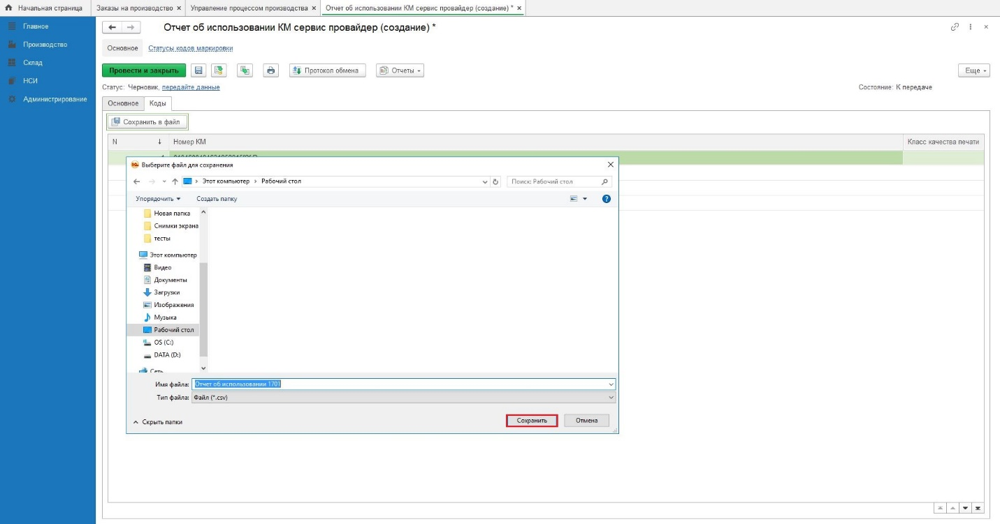 Начальная страница Заказы на производство × Управление процессом производства × Отчет об использовании КМ сервис провайдер (создание) * ×
Главное
Производство
Склад
НСИ
Администрирование
Отчет об использовании КМ сервис провайдер (создание) *
Основное Статусы кодов маркировки
Провести и закрыть Протокол обмена Отчеты Еще
Статус: Черновик, передайте данные Состояние: К передаче
Основное Коды
Сохранить в файл
N ↓ Номер КМ Класс качества печати
Выберите файл для сохранения
Этот компьютер › Рабочий стол Поиск: Рабочий стол
Упорядочить Создать папку
Новая папка
Снимки экрана
тесты
Этот компьютер
Видео
Документы
Загрузки
Изображения
Музыка
Рабочий стол
OS (C:)
DATA (D:)
Сеть
Имя файла: Отчет об использовании 1701
Тип файла: Файл (*.csv)
Скрыть папки Сохранить Отмена